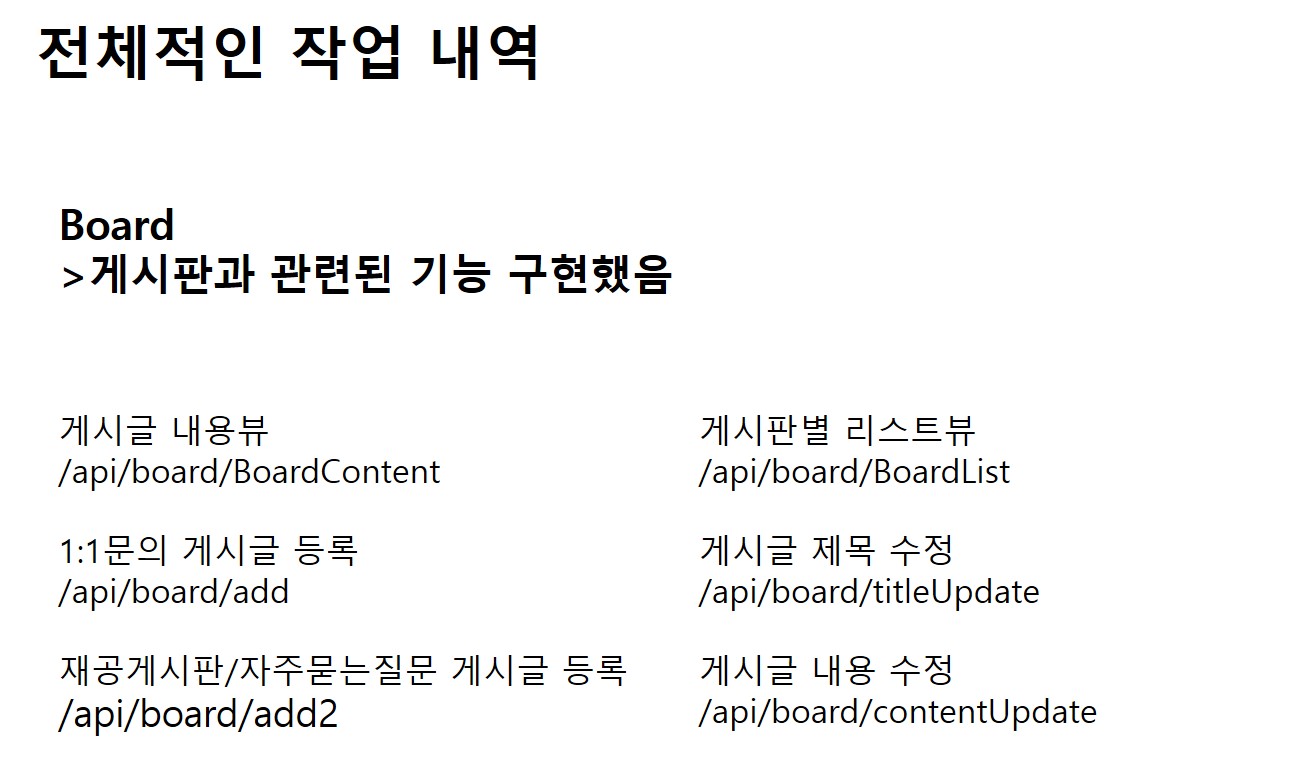 전체적인 작업 내역
Board
>게시판과 관련된 기능 구현했음
게시글 내용뷰
/api/board/BoardContent
1:1문의 게시글 등록
/api/board/add
재공게시판/자주묻는질문 게시글 등록
/api/board/add2
게시판별 리스트뷰
/api/board/BoardList
게시글 제목 수정
/api/board/titleUpdate
게시글 내용 수정
/api/board/contentUpdate